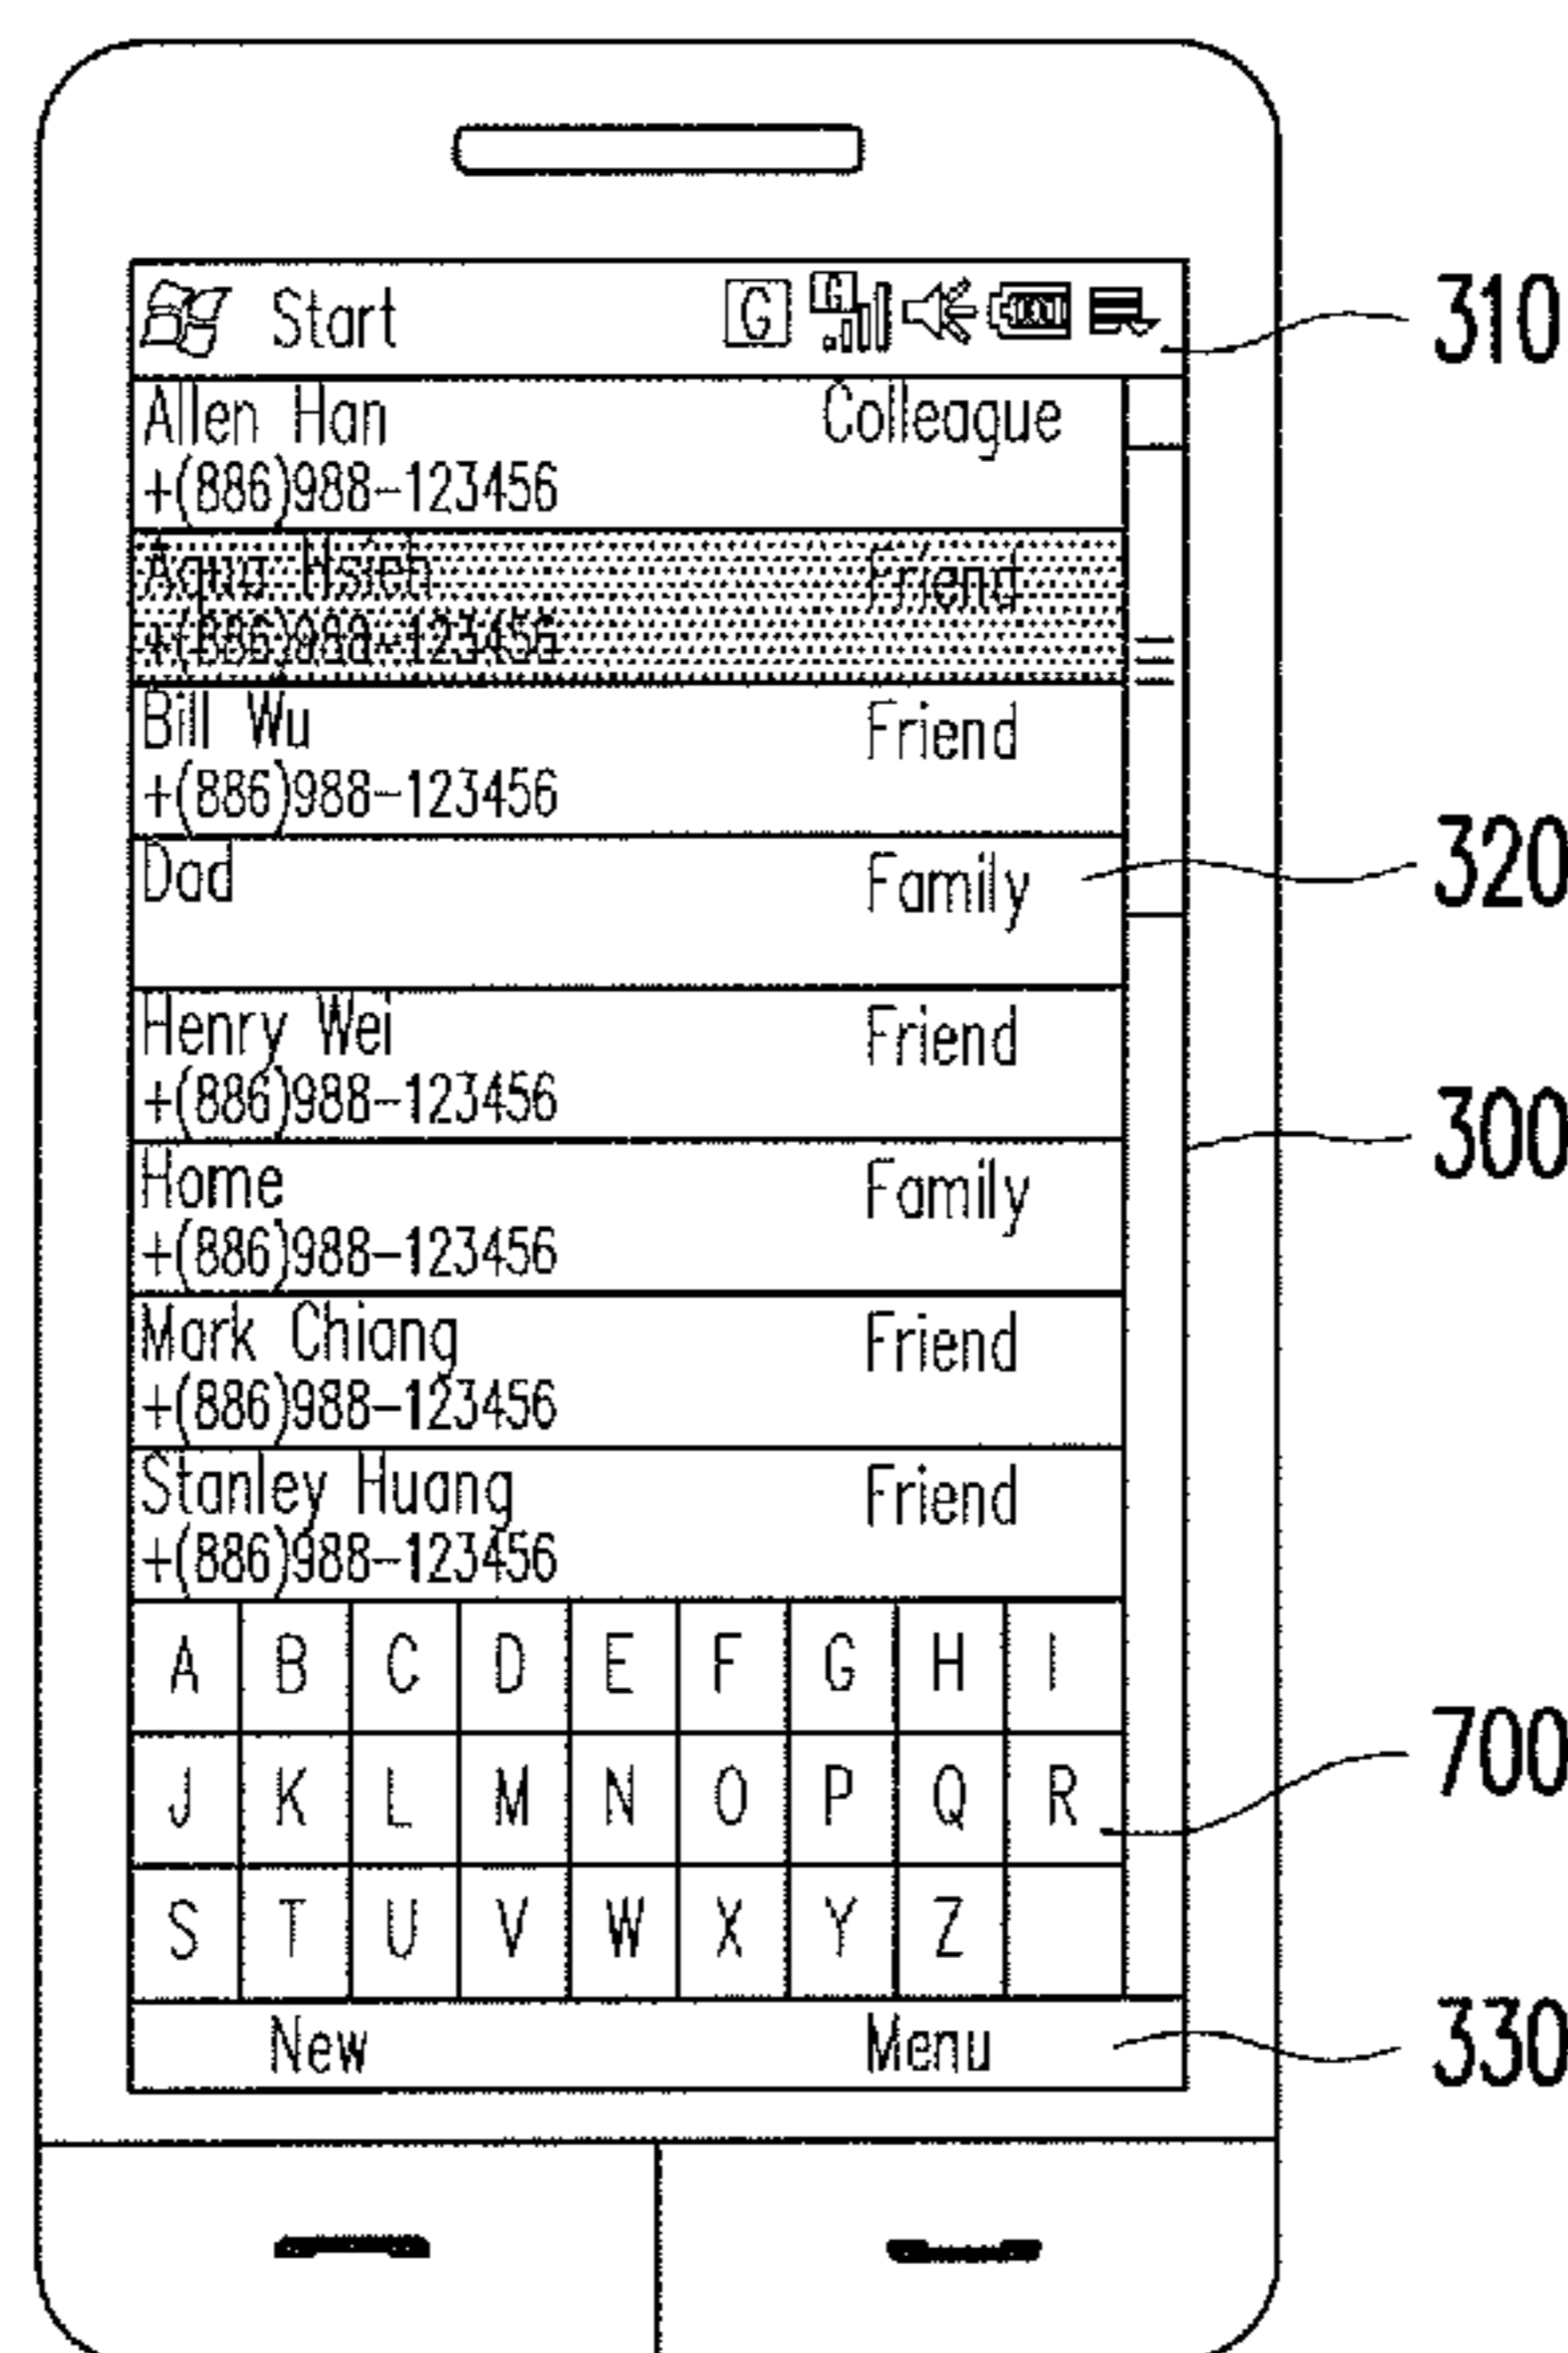 Start G G 310
Allen Han Colleague
+(886)988-123456
Aqua Hsieh Friend
+(886)988-123456
Bill Wu Friend
+(886)988-123456
Dad Family 320
Henry Wei Friend
+(886)988-123456 300
Home Family
+(886)988-123456
Mark Chiang Friend
+(886)988-123456
Stanley Huang Friend
+(886)988-123456
A B C D E F G H I
J K L M N O P Q R 700
S T U V W X Y Z
New Menu 330